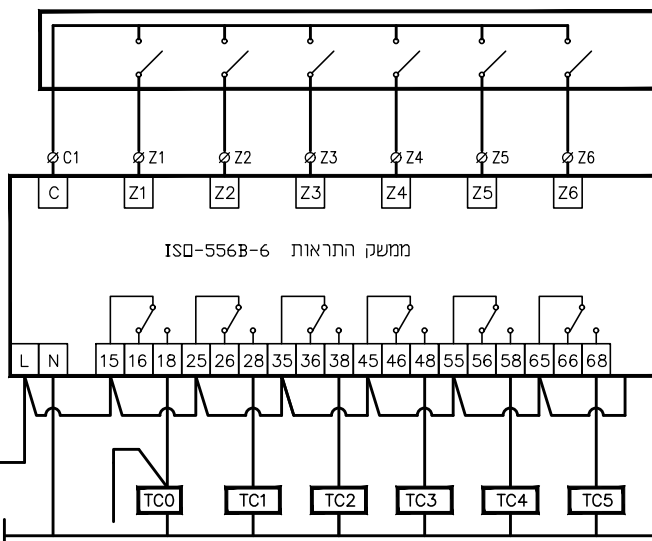 C1 Z1 Z2 Z3 Z4 Z5 Z6
C Z1 Z2 Z3 Z4 Z5 Z6
ממשק התראות ISO-556B-6
L N 15 16 18 25 26 28 35 36 38 45 46 48 55 56 58 65 66 68
TC0 TC1 TC2 TC3 TC4 TC5